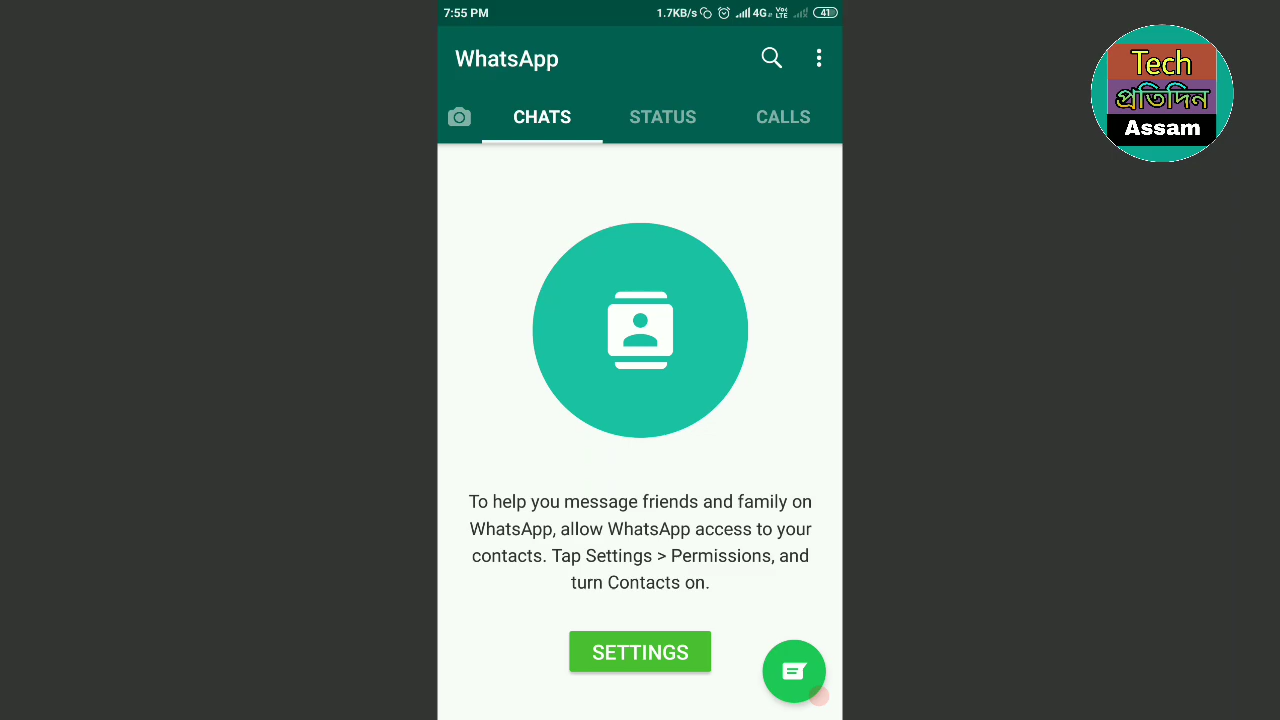 7:55 PM
1.7KB/s 4G VoLTE 41
WhatsApp
CHATS STATUS CALLS
To help you message friends and family on
WhatsApp, allow WhatsApp access to your
contacts. Tap Settings > Permissions, and
turn Contacts on.
SETTINGS
Tech
প্ৰতিদিন
Assam